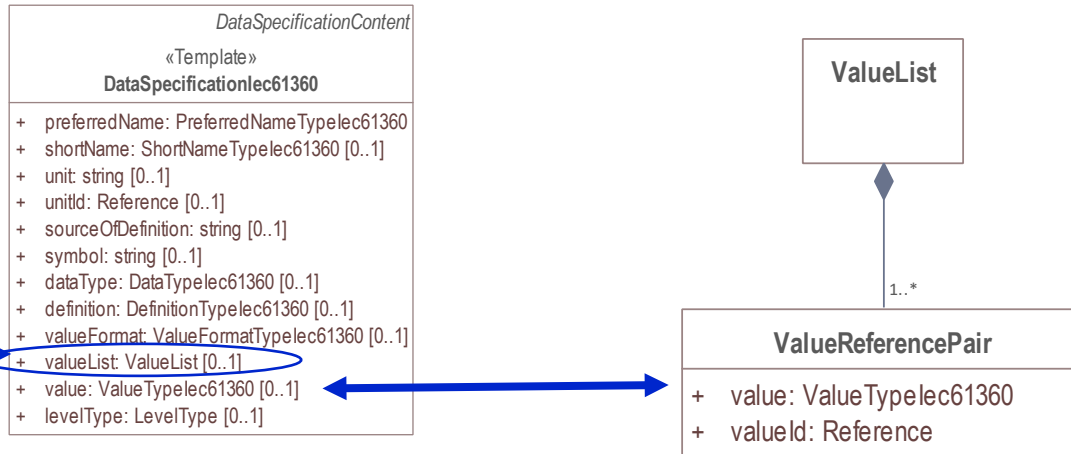 DataSpecificationContent
«Template»
DataSpecificationIec61360
+ preferredName: PreferredNameTypeIec61360
+ shortName: ShortNameTypeIec61360 [0..1]
+ unit: string [0..1]
+ unitId: Reference [0..1]
+ sourceOfDefinition: string [0..1]
+ symbol: string [0..1]
+ dataType: DataTypeIec61360 [0..1]
+ definition: DefinitionTypeIec61360 [0..1]
+ valueFormat: ValueFormatTypeIec61360 [0..1]
+ valueList: ValueList [0..1]
+ value: ValueTypeIec61360 [0..1]
+ levelType: LevelType [0..1]
ValueList
1..*
ValueReferencePair
+ value: ValueTypeIec61360
+ valueId: Reference